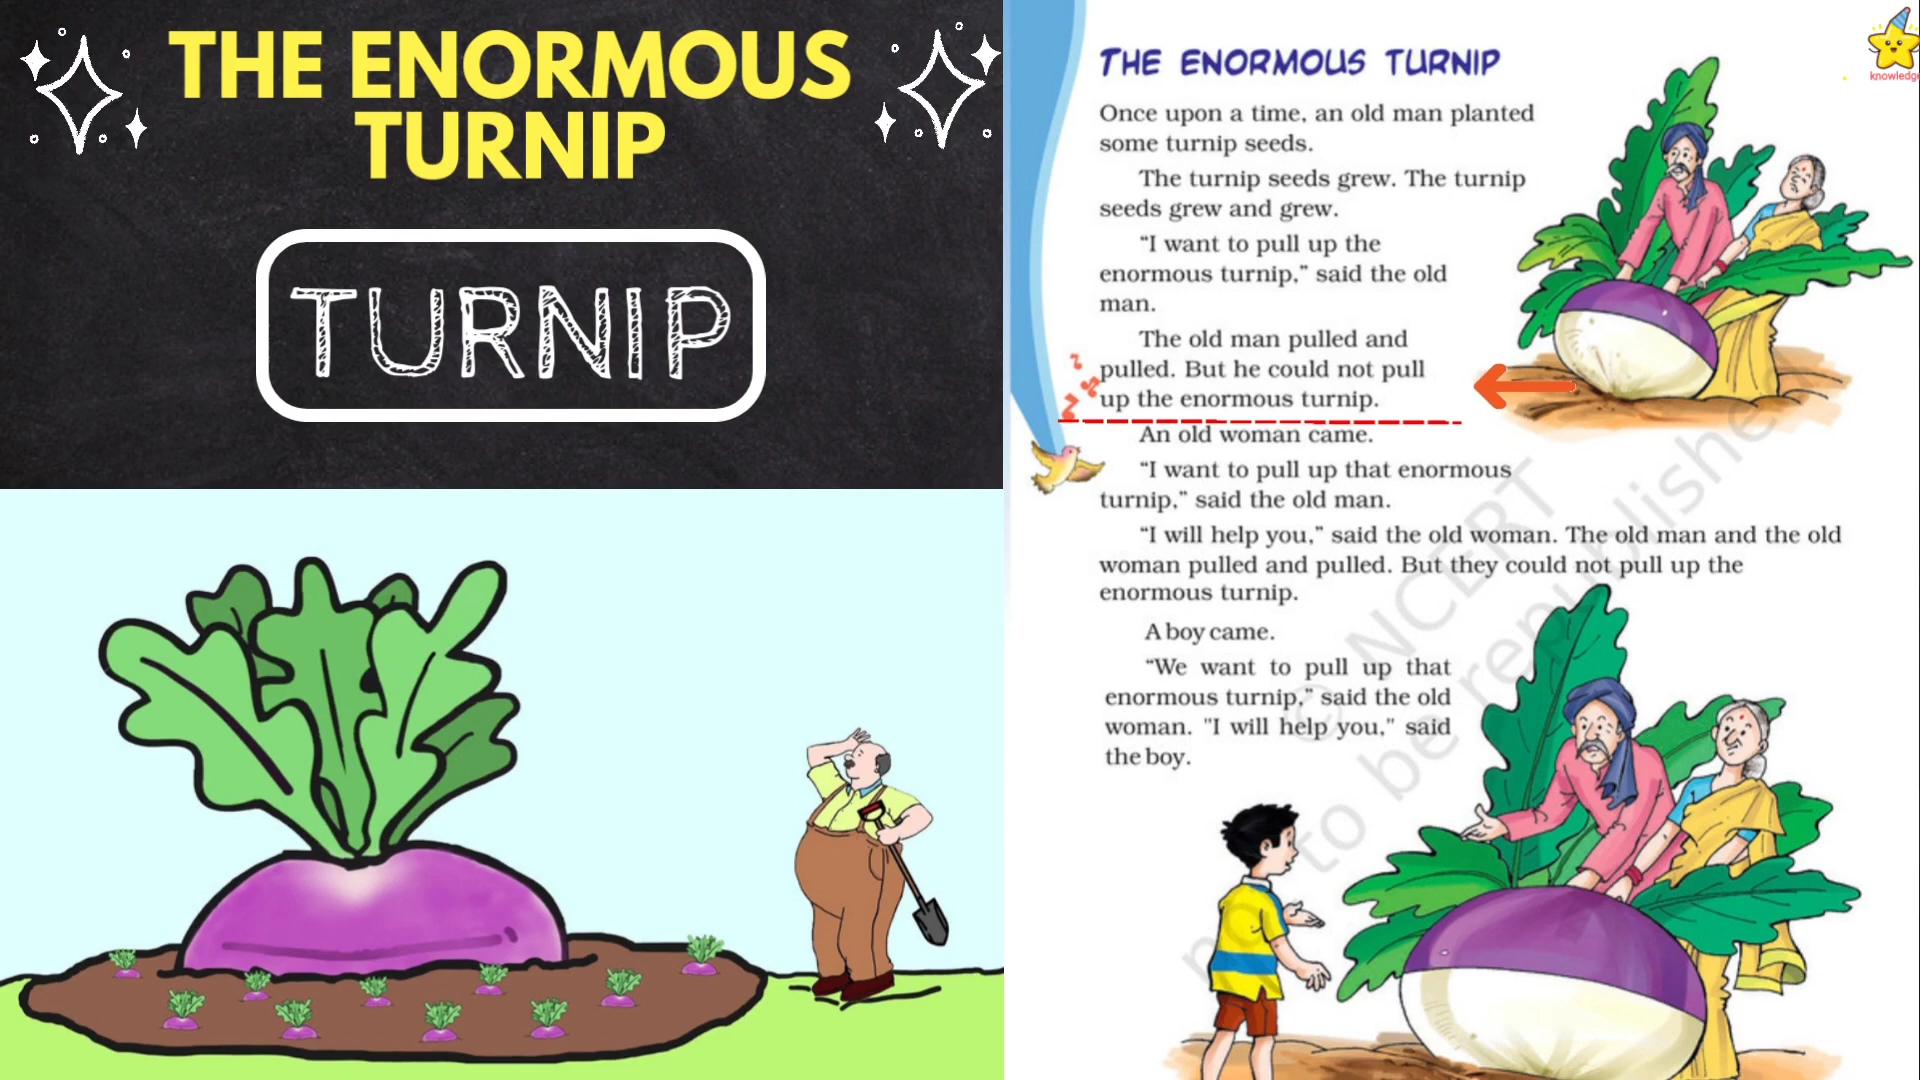 THE ENORMOUS
TURNIP
TURNIP
THE ENORMOUS TURNIP
Once upon a time, an old man planted
some turnip seeds.
The turnip seeds grew. The turnip
seeds grew and grew.
“I want to pull up the
enormous turnip,” said the old
man.
The old man pulled and
pulled. But he could not pull
up the enormous turnip.
An old woman came.
“I want to pull up that enormous
turnip,” said the old man.
“I will help you,” said the old woman. The old man and the old
woman pulled and pulled. But they could not pull up the
enormous turnip.
A boy came.
“We want to pull up that
enormous turnip,” said the old
woman. "I will help you," said
the boy.
© NCERT
not to be republished
knowledge